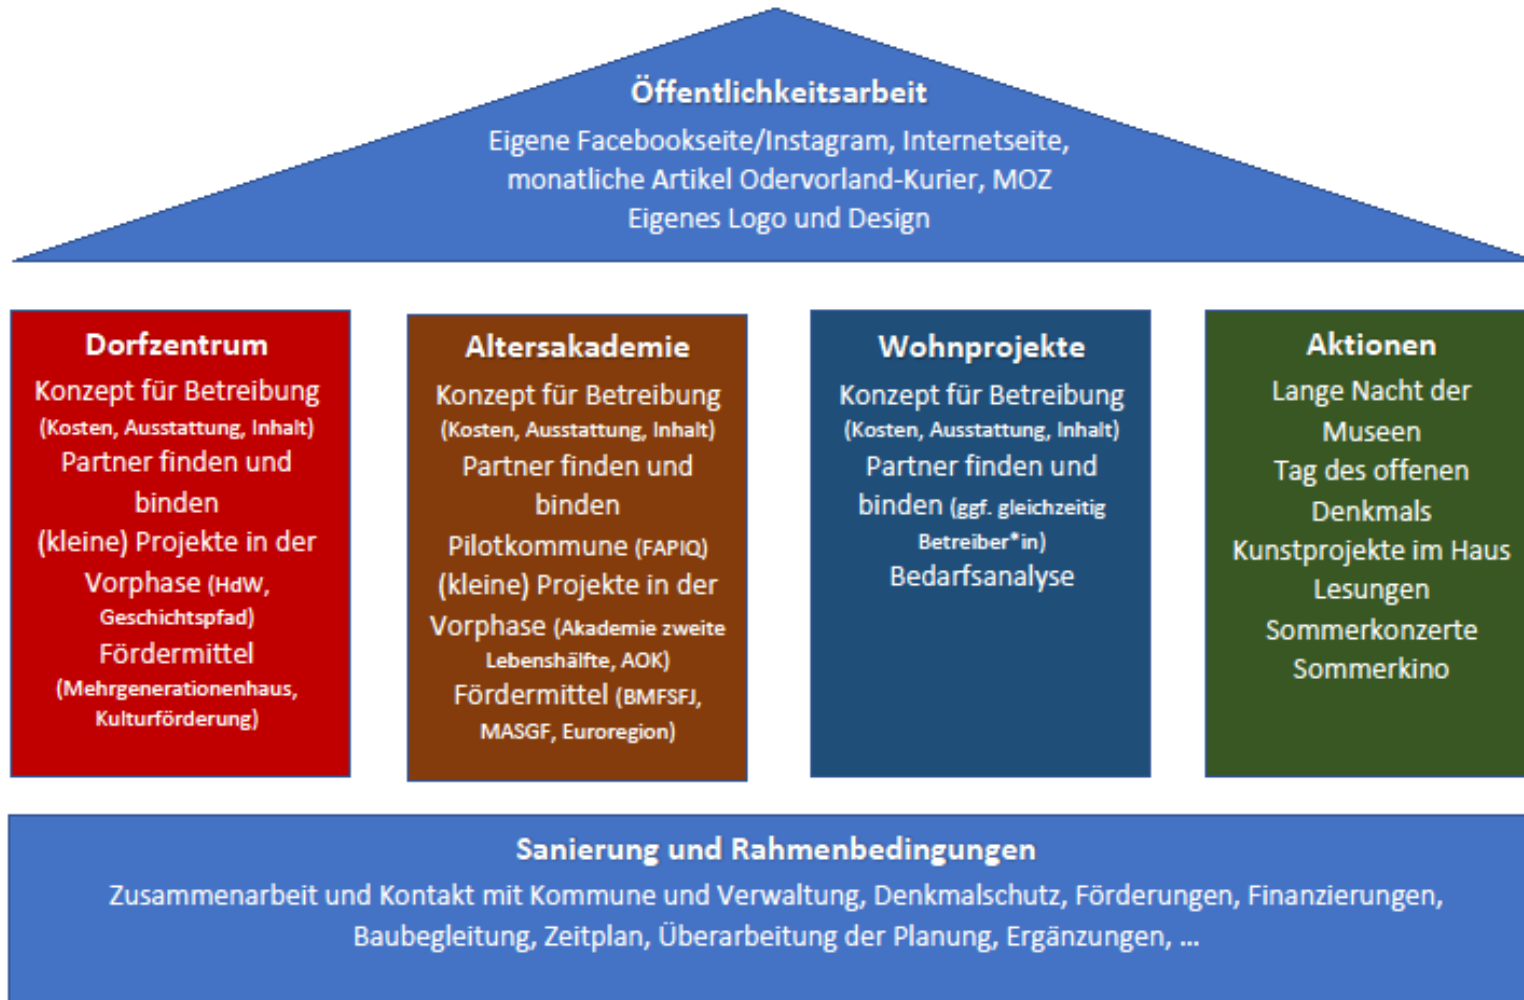 Öffentlichkeitsarbeit
Eigene Facebookseite/Instagram, Internetseite,
monatliche Artikel Odervorland-Kurier, MOZ
Eigenes Logo und Design
Dorfzentrum
Konzept für Betreibung
(Kosten, Ausstattung, Inhalt)
Partner finden und
binden
(kleine) Projekte in der
Vorphase (HdW,
Geschichtspfad)
Fördermittel
(Mehrgenerationenhaus,
Kulturförderung)
Altersakademie
Konzept für Betreibung
(Kosten, Ausstattung, Inhalt)
Partner finden und
binden
Pilotkommune (FAPIQ)
(kleine) Projekte in der
Vorphase (Akademie zweite
Lebenshälfte, AOK)
Fördermittel (BMFSFJ,
MASGF, Euroregion)
Wohnprojekte
Konzept für Betreibung
(Kosten, Ausstattung, Inhalt)
Partner finden und
binden (ggf. gleichzeitig
Betreiber*in)
Bedarfsanalyse
Aktionen
Lange Nacht der
Museen
Tag des offenen
Denkmals
Kunstprojekte im Haus
Lesungen
Sommerkonzerte
Sommerkino
Sanierung und Rahmenbedingungen
Zusammenarbeit und Kontakt mit Kommune und Verwaltung, Denkmalschutz, Förderungen, Finanzierungen,
Baubegleitung, Zeitplan, Überarbeitung der Planung, Ergänzungen, ...